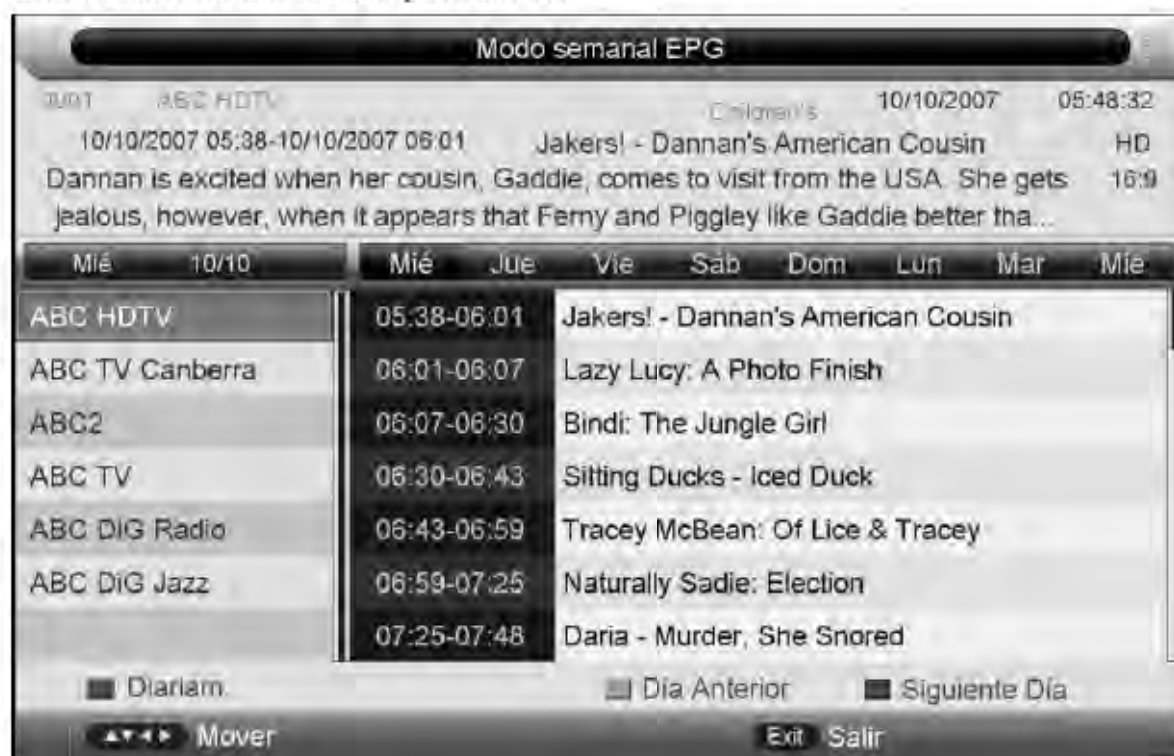 Modo semanal EPG
ABC HDTV Children's 10/10/2007 05:48:32
10/10/2007 05:38-10/10/2007 06:01 Jakers! - Dannan's American Cousin HD
Dannan is excited when her cousin, Gaddie, comes to visit from the USA. She gets 16:9
jealous, however, when it appears that Ferny and Piggley like Gaddie better tha...
Mié 10/10 Mié Jue Vie Sáb Dom Lun Mar Mié
ABC HDTV 05:38-06:01 Jakers! - Dannan's American Cousin
ABC TV Canberra 06:01-06:07 Lazy Lucy: A Photo Finish
ABC2 06:07-06:30 Bindi: The Jungle Girl
ABC TV 06:30-06:43 Sitting Ducks - Iced Duck
ABC DiG Radio 06:43-06:59 Tracey McBean: Of Lice & Tracey
ABC DiG Jazz 06:59-07:25 Naturally Sadie: Election
07:25-07:48 Daria - Murder, She Snored
Diariam. Día Anterior Siguiente Día
Mover Exit Salir